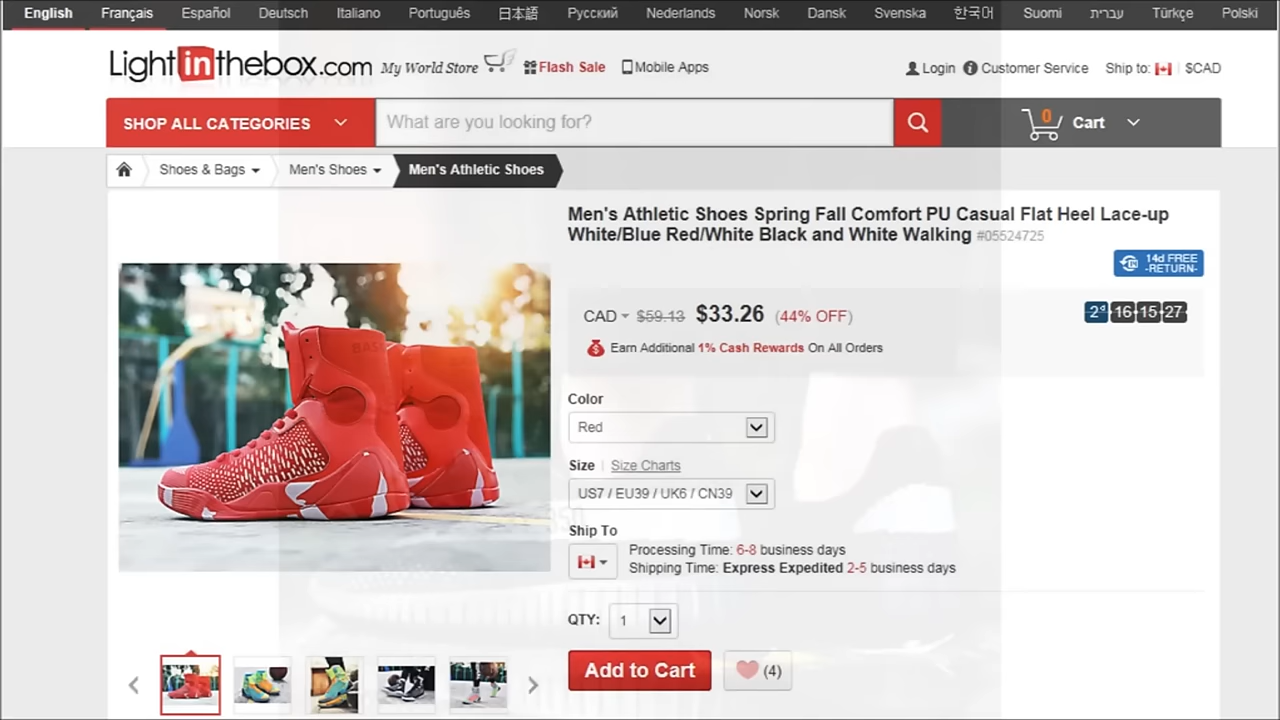 English Français Español Deutsch Italiano Português 日本語 Русский Nederlands Norsk Dansk Svenska 한국어 Suomi עברית Türkçe Polski
Lightinthebox.com My World Store Flash Sale Mobile Apps Login Customer Service Ship to: $CAD
SHOP ALL CATEGORIES What are you looking for? 0 Cart
Shoes & Bags Men's Shoes Men's Athletic Shoes
Men's Athletic Shoes Spring Fall Comfort PU Casual Flat Heel Lace-up
White/Blue Red/White Black and White Walking #05524725
14d FREE
-RETURN-
CAD $59.13 $33.26 (44% OFF) 2d 16 15 27
Earn Additional 1% Cash Rewards On All Orders
Color
Red
Size Size Charts
US7 / EU39 / UK6 / CN39
Ship To
Processing Time: 6-8 business days
Shipping Time: Express Expedited 2-5 business days
QTY: 1
Add to Cart (4)